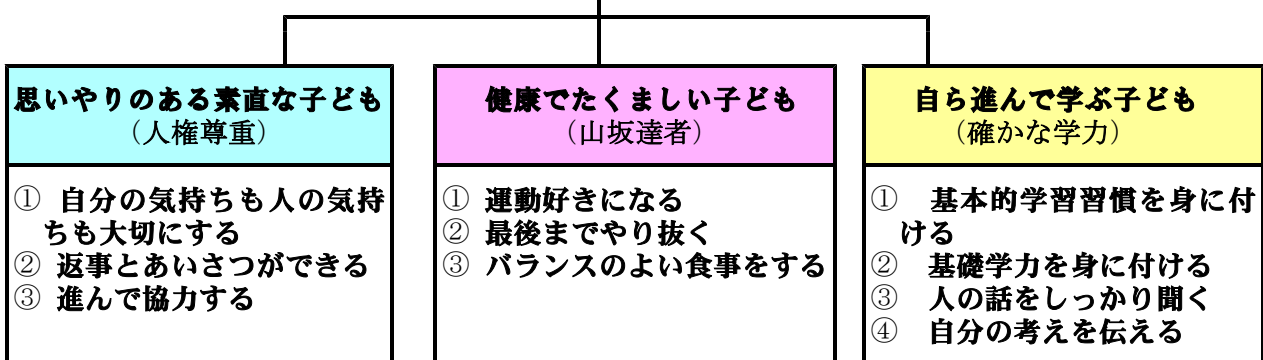 思いやりのある素直な子ども
（人権尊重）
① 自分の気持ちも人の気持
ちも大切にする
② 返事とあいさつができる
③ 進んで協力する
健康でたくましい子ども
（山坂達者）
① 運動好きになる
② 最後までやり抜く
③ バランスのよい食事をする
自ら進んで学ぶ子ども
（確かな学力）
① 基本的学習習慣を身に付
ける
② 基礎学力を身に付ける
③ 人の話をしっかり聞く
④ 自分の考えを伝える